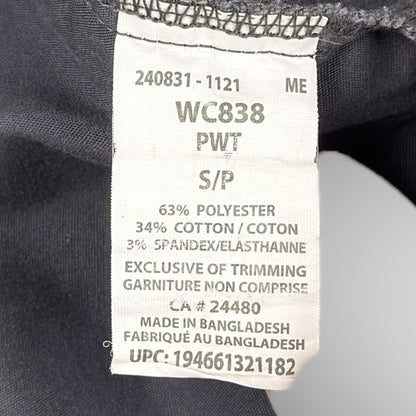 240831 - 1121 ME
WC838
PWT
S/P
63% POLYESTER
34% COTTON / COTON
3% SPANDEX/ELASTHANNE
EXCLUSIVE OF TRIMMING
GARNITURE NON COMPRISE
CA # 24480
MADE IN BANGLADESH
FABRIQUÉ AU BANGLADESH
UPC: 194661321182